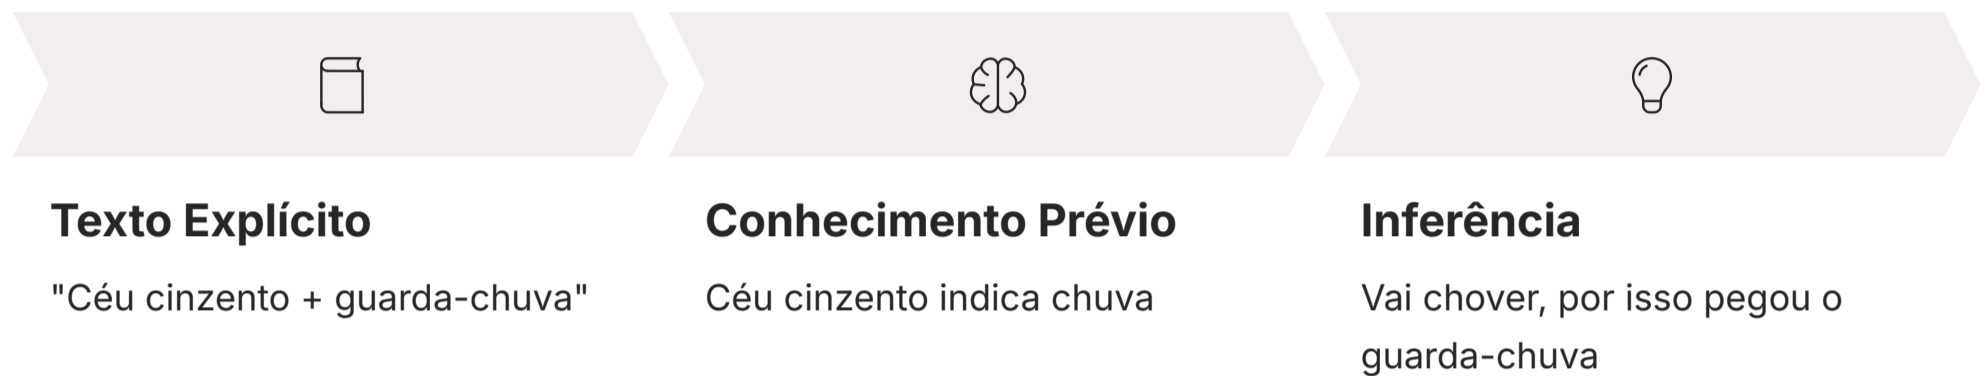 Texto Explícito
"Céu cinzento + guarda-chuva"
Conhecimento Prévio
Céu cinzento indica chuva
Inferência
Vai chover, por isso pegou o
guarda-chuva